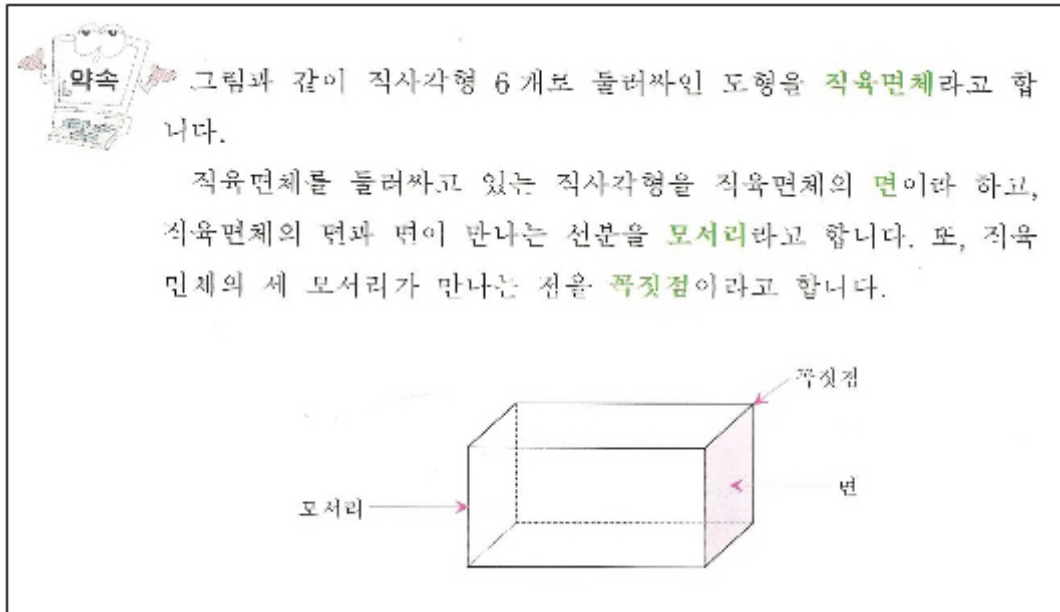 약속
그림과 같이 직사각형 6개로 둘러싸인 도형을 직육면체라고 합
니다.
직육면체를 둘러싸고 있는 직사각형을 직육면체의 면이라 하고,
직육면체의 면과 면이 만나는 선분을 모서리라고 합니다. 또, 직육
면체의 세 모서리가 만나는 점을 꼭짓점이라고 합니다.
꼭짓점
면
모서리